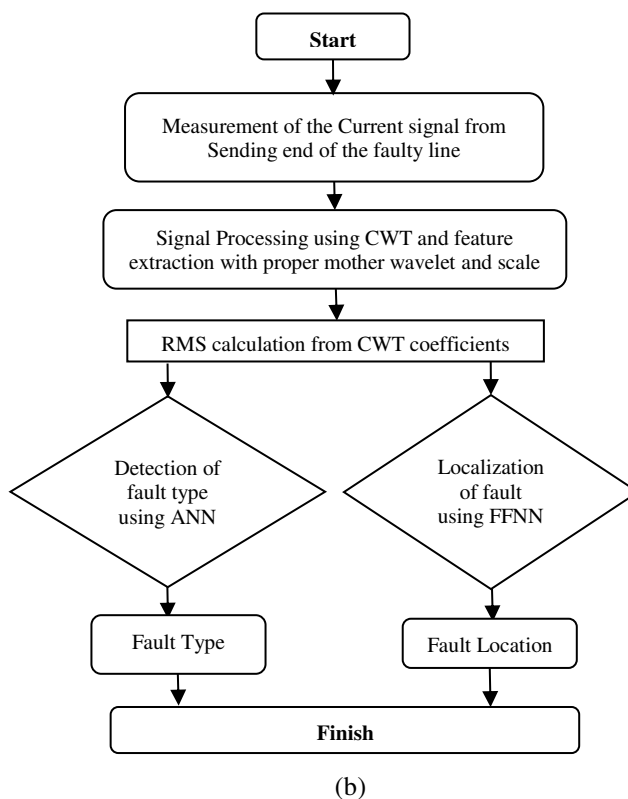 Start
Measurement of the Current signal from
Sending end of the faulty line
Signal Processing using CWT and feature
extraction with proper mother wavelet and scale
RMS calculation from CWT coefficients
Detection of
fault type
using ANN
Localization
of fault
using FFNN
Fault Type
Fault Location
Finish
(b)